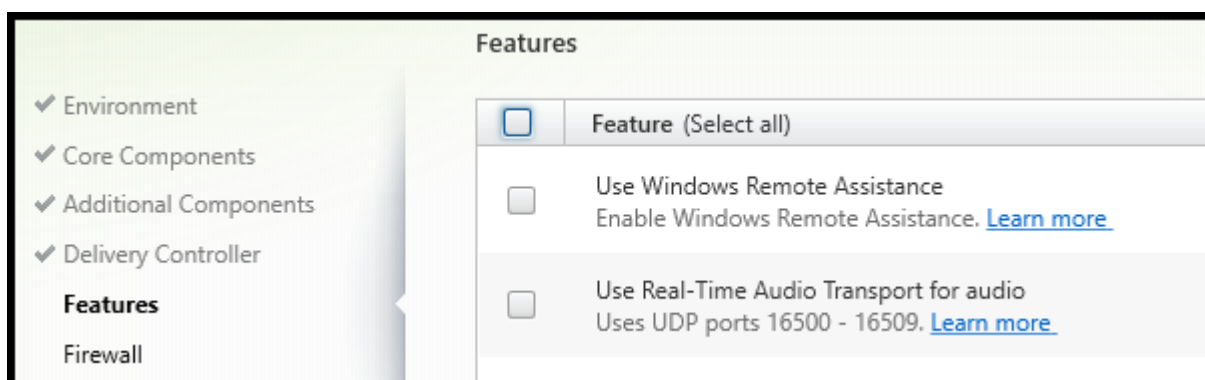 Features
Environment
Core Components
Additional Components
Delivery Controller
Features
Firewall
Feature (Select all)
Use Windows Remote Assistance
Enable Windows Remote Assistance. Learn more
Use Real-Time Audio Transport for audio
Uses UDP ports 16500 - 16509. Learn more